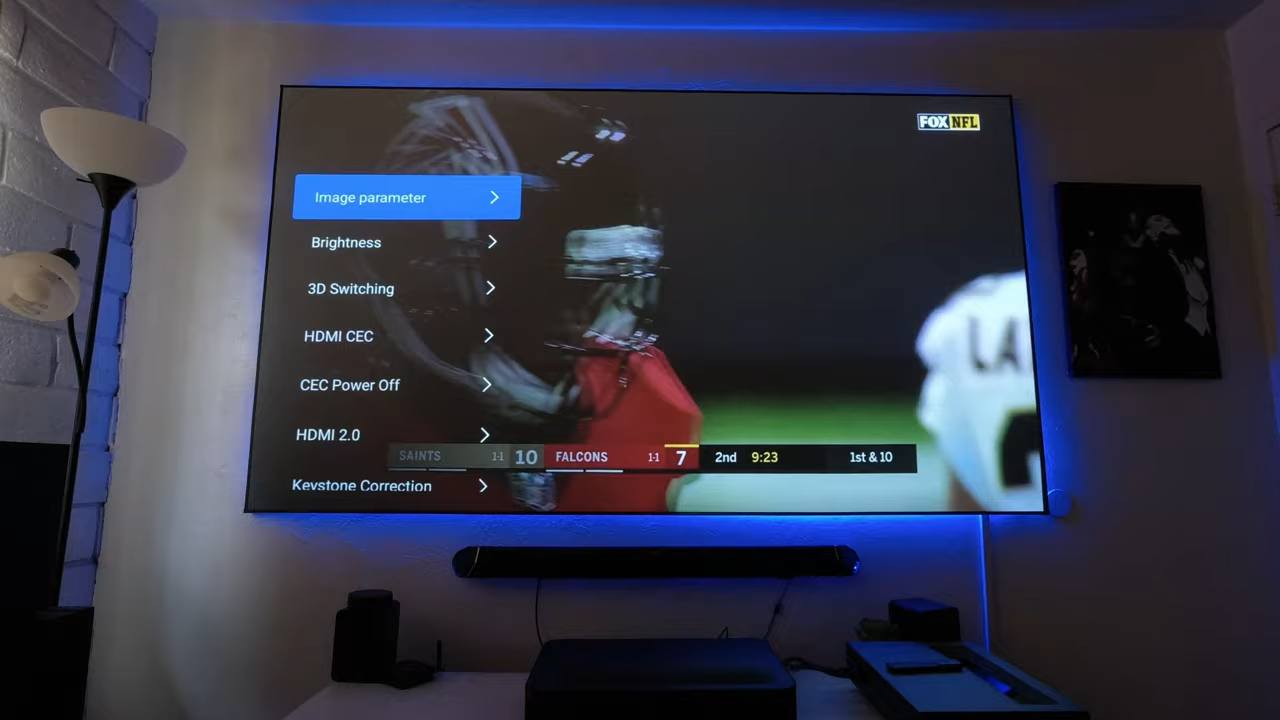 FOX NFL
Image parameter
Brightness
3D Switching
HDMI CEC
CEC Power Off
HDMI 2.0
Keystone Correction
LA
SAINTS 1-1 10 FALCONS 1-1 7 2nd 9:23 1st & 10